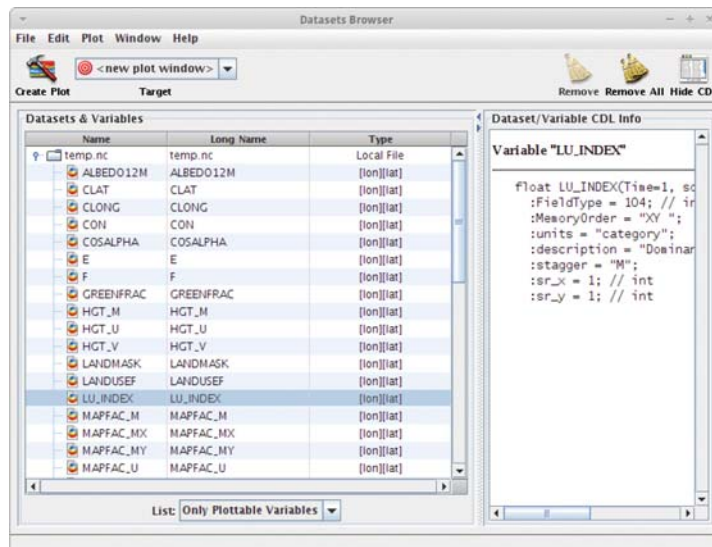 Datasets Browser
File Edit Plot Window Help
<new plot window>
Create Plot Target
Remove Remove All Hide CD
Datasets & Variables
Name Long Name Type
temp.nc temp.nc Local File
ALBEDO12M ALBEDO12M [lon][lat]
CLAT CLAT [lon][lat]
CLONG CLONG [lon][lat]
CON CON [lon][lat]
COSALPHA COSALPHA [lon][lat]
E E [lon][lat]
F F [lon][lat]
GREENFRAC GREENFRAC [lon][lat]
HGT_M HGT_M [lon][lat]
HGT_U HGT_U [lon][lat]
HGT_V HGT_V [lon][lat]
LANDMASK LANDMASK [lon][lat]
LANDUSEF LANDUSEF [lon][lat]
LU_INDEX LU_INDEX [lon][lat]
MAPFAC_M MAPFAC_M [lon][lat]
MAPFAC_MX MAPFAC_MX [lon][lat]
MAPFAC_MY MAPFAC_MY [lon][lat]
MAPFAC_U MAPFAC_U [lon][lat]
List: Only Plottable Variables
Dataset/Variable CDL Info
Variable "LU_INDEX"
float LU_INDEX(Time=1, so
:FieldType = 104; // in
:MemoryOrder = "XY ";
:units = "category";
:description = "Dominan
:stagger = "M";
:sr_x = 1; // int
:sr_y = 1; // int